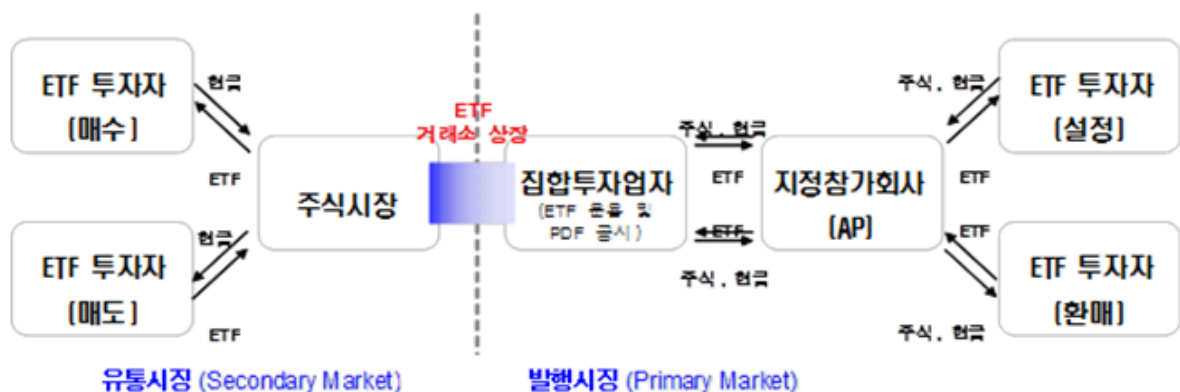 ETF 투자자
(매수)
현금
ETF
ETF 투자자
(매도)
현금
ETF
주식시장
ETF
거래소 상장
집합투자업자
(ETF 운용 및
PDF 공시)
주식, 현금
ETF
ETF
주식, 현금
지정참가회사
(AP)
주식, 현금
ETF
ETF 투자자
(설정)
ETF
주식, 현금
ETF 투자자
(환매)
유통시장 (Secondary Market)
발행시장 (Primary Market)